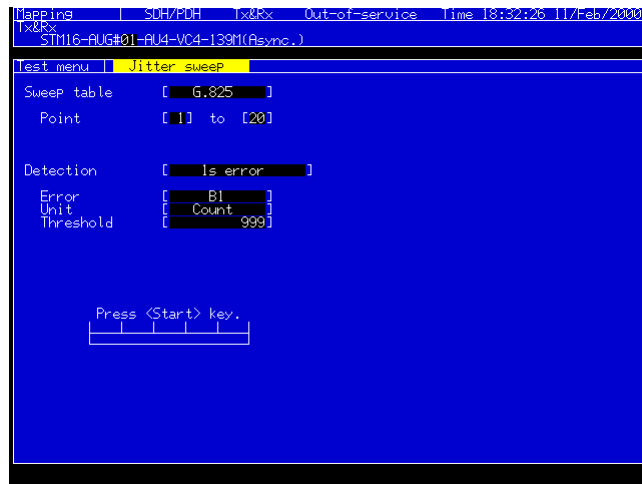 Mapping | SDH/PDH Tx&Rx Out-of-service Time 18:32:26 11/Feb/2000
Tx&Rx
STM16-AUG#01-AU4-VC4-139M(Async.)
Test menu | Jitter sweep
Sweep table [ G.825 ]
Point [ 1] to [20]
Detection [ 1s error ]
Error [ B1 ]
Unit [ Count ]
Threshold [ 999]
Press <Start> key.